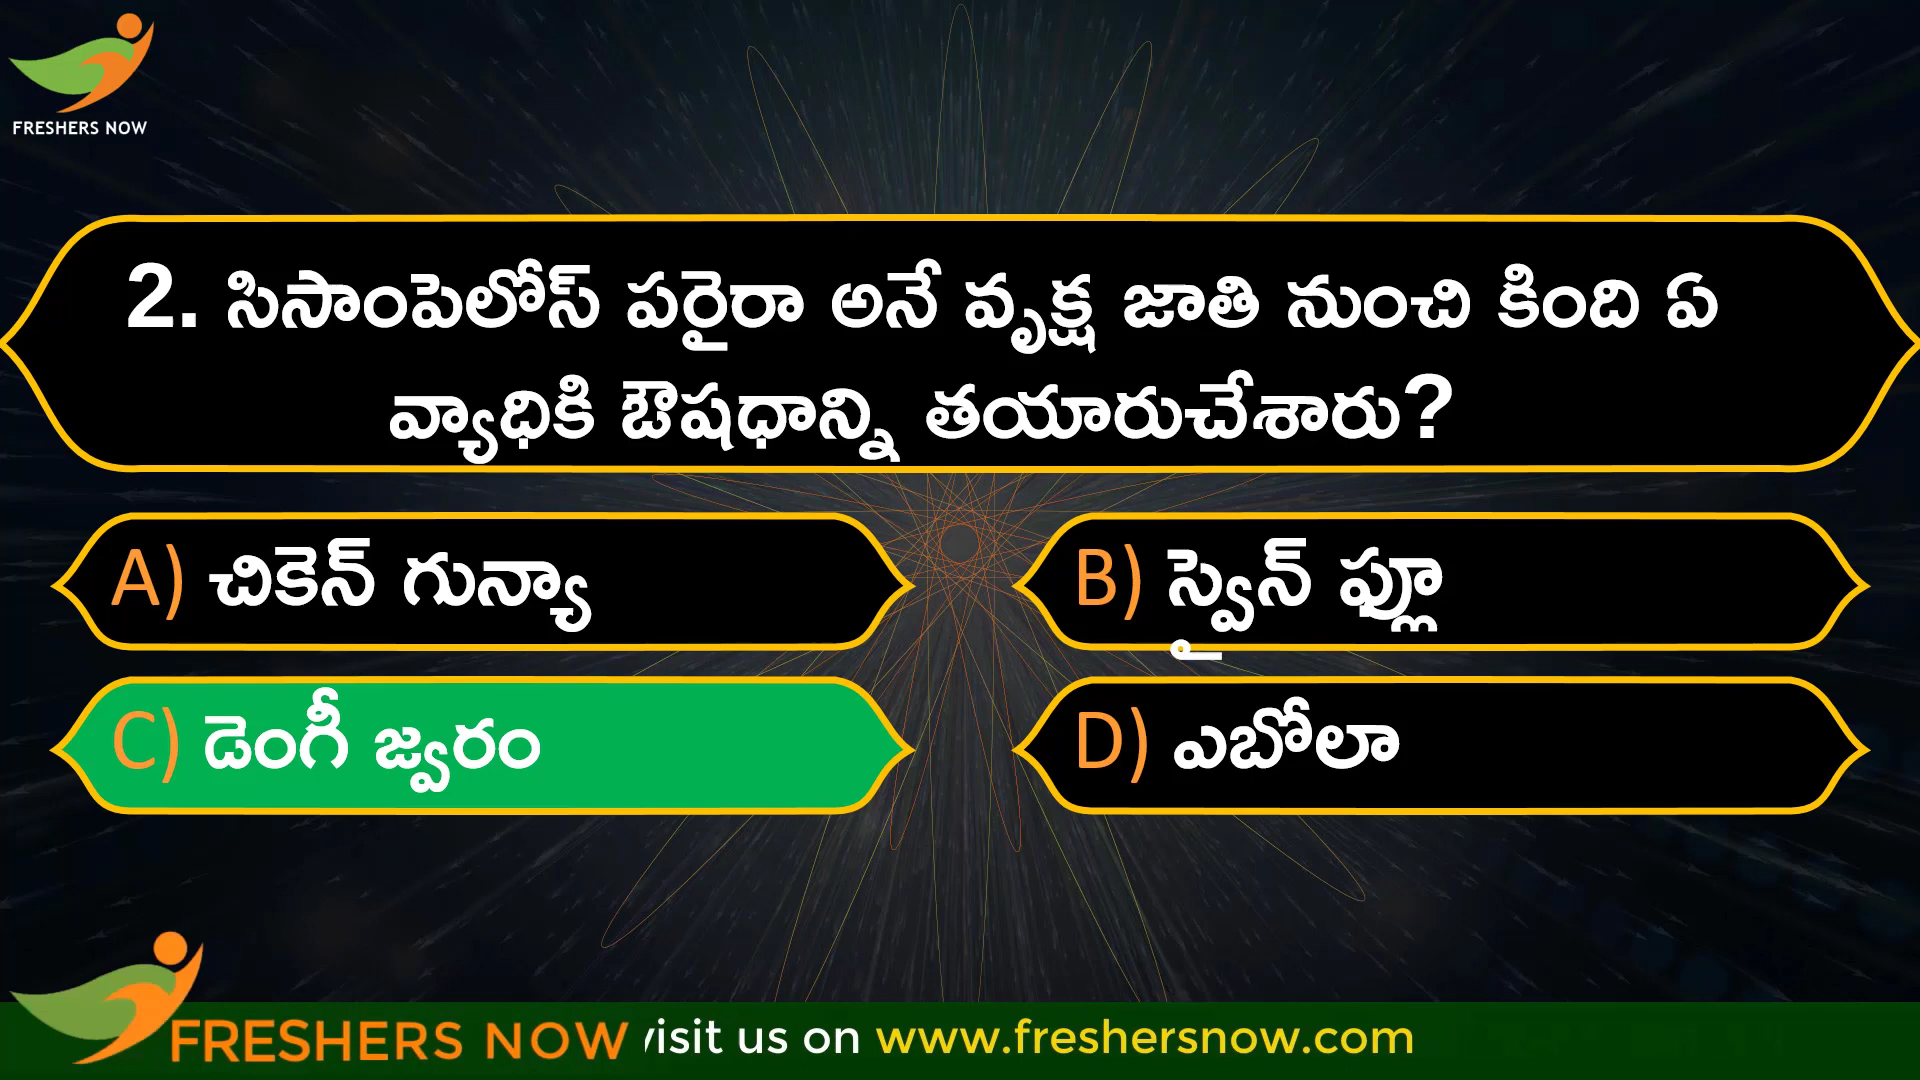 FRESHERS NOW
2. సిసాంపెలోస్ పరైరా అనే వృక్ష జాతి నుంచి కింది ఏ
వ్యాధికి ఔషధాన్ని తయారుచేశారు?
A) చికెన్ గున్యా
B) స్వైన్ ఫ్లూ
C) డెంగీ జ్వరం
D) ఎబోలా
FRESHERS NOW visit us on www.freshersnow.com